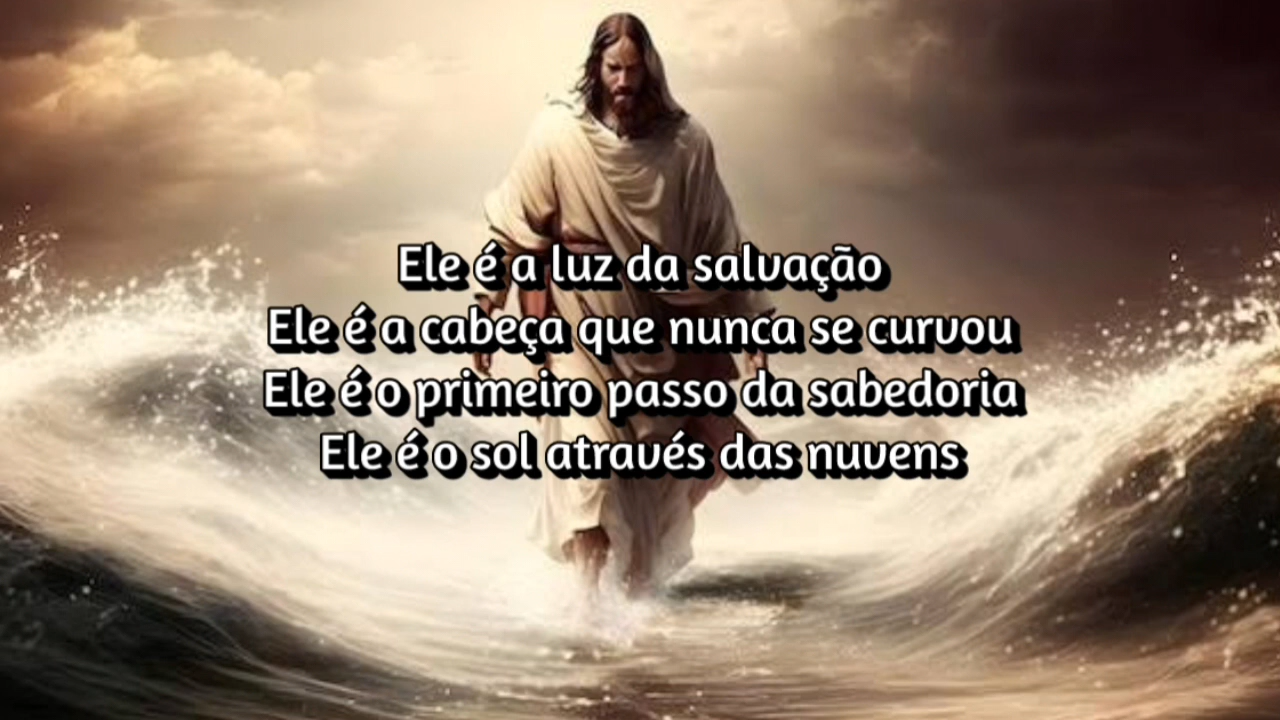 Ele é a luz da salvação
Ele é a cabeça que nunca se curvou
Ele é o primeiro passo da sabedoria
Ele é o sol através das nuvens